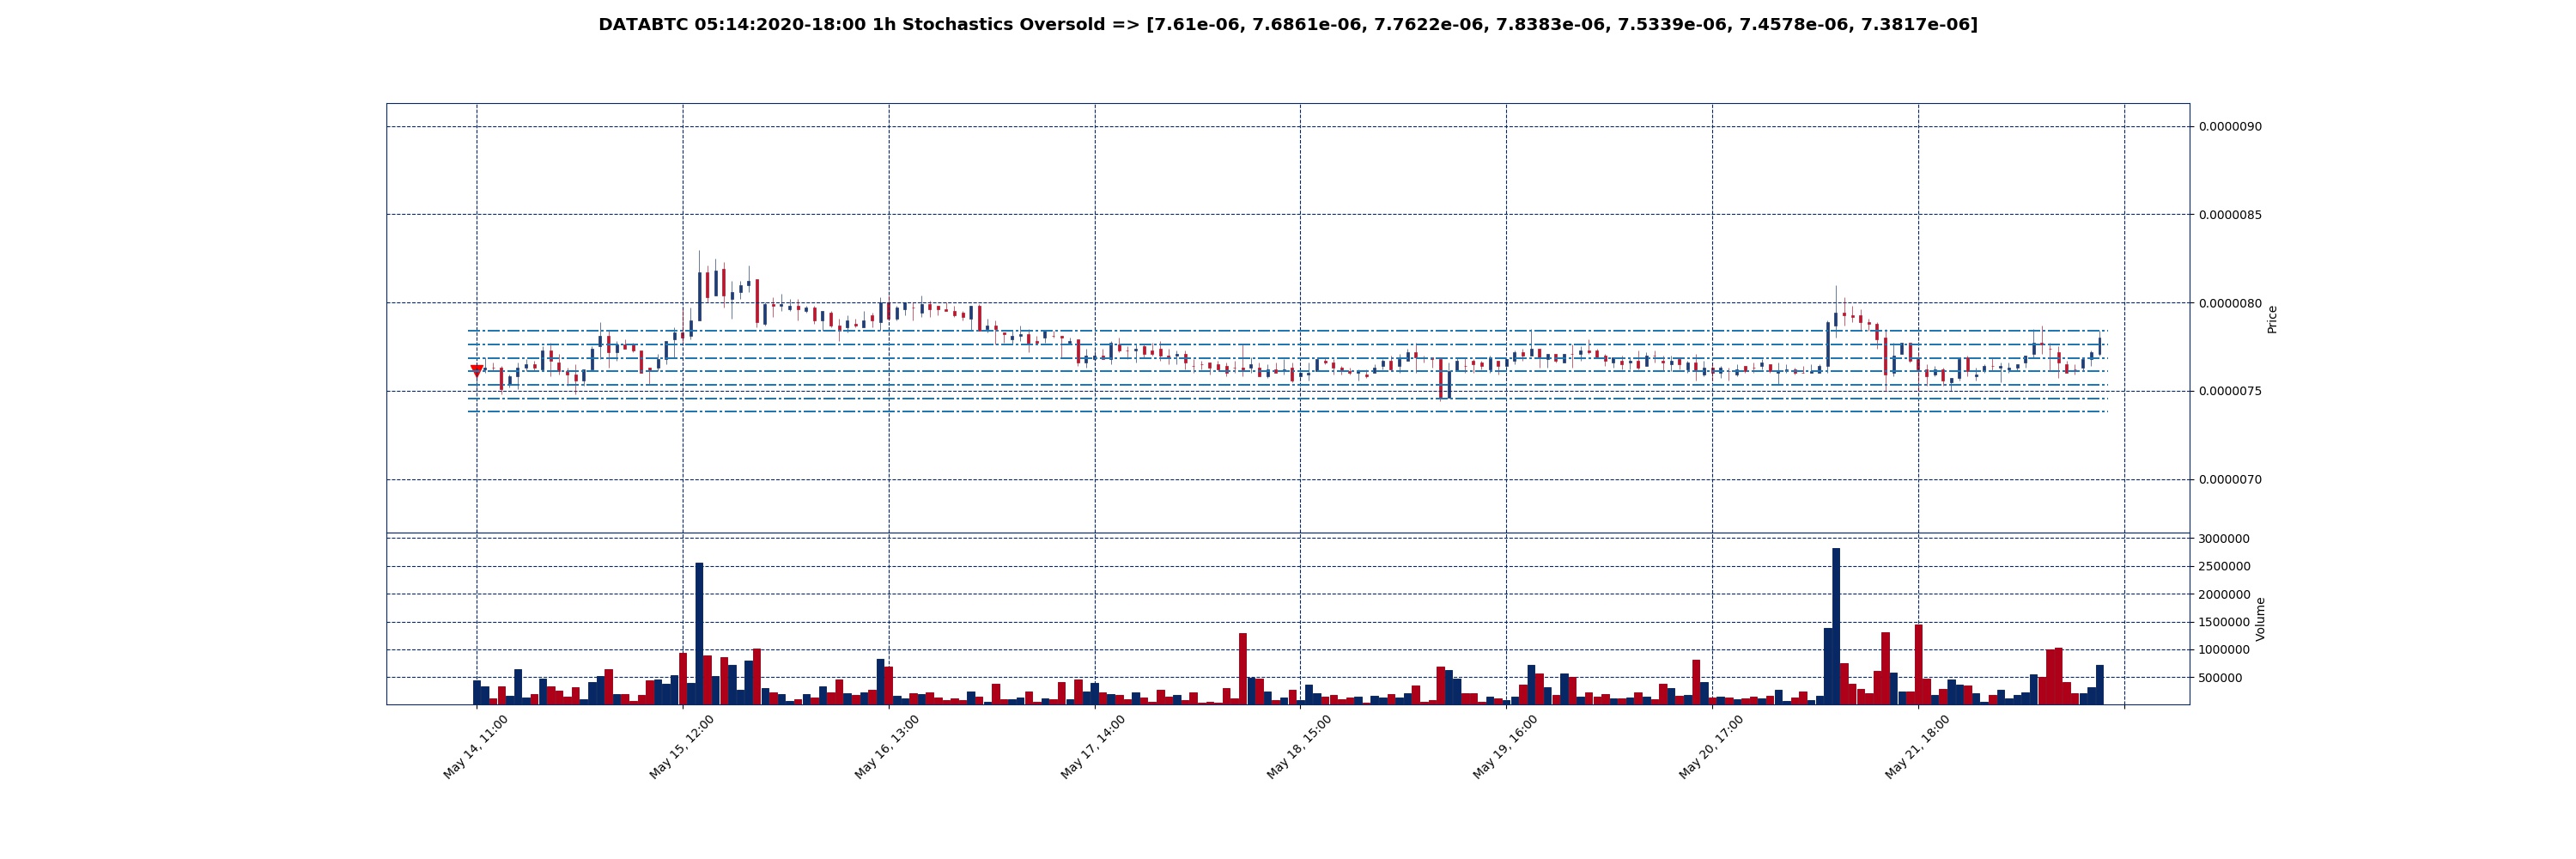 DATABTC 05:14:2020-18:00 1h Stochastics Oversold => [7.61e-06, 7.6861e-06, 7.7622e-06, 7.8383e-06, 7.5339e-06, 7.4578e-06, 7.3817e-06]
0.0000090
0.0000085
0.0000080
Price
0.0000075
0.0000070
3000000
2500000
2000000
1500000
Volume
1000000
500000
May 14, 11:00
May 15, 12:00
May 16, 13:00
May 17, 14:00
May 18, 15:00
May 19, 16:00
May 20, 17:00
May 21, 18:00